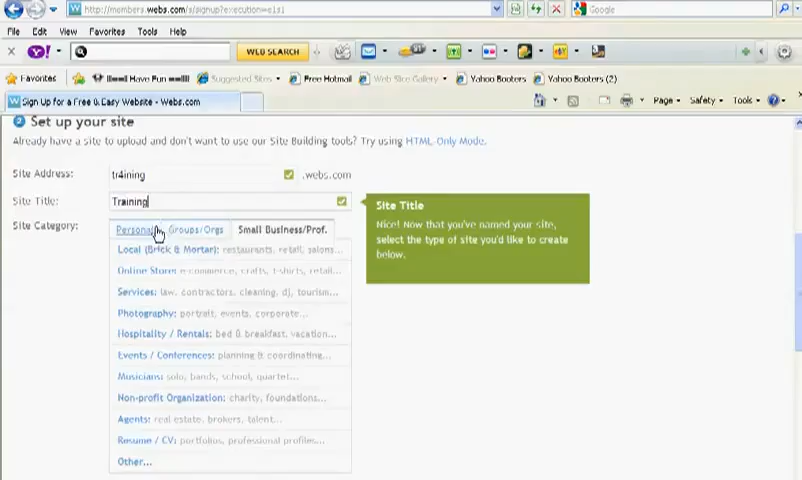 http://members.webs.com/s/signup?execution=e1s1
Google
File Edit View Favorites Tools Help
Y! WEB SEARCH
Favorites Have Fun Suggested Sites Free Hotmail Web Slice Gallery Yahoo Booters Yahoo Booters (2)
Sign Up for a Free & Easy Website - Webs.com
Page Safety Tools
2 Set up your site
Already have a site to upload and don't want to use our Site Building tools? Try using HTML Only Mode.
Site Address: tr4ining .webs.com
Site Title: Training
Site Title
Nice! Now that you've named your site,
select the type of site you'd like to create
below.
Site Category: Personal Groups/Orgs Small Business/Prof.
Local (Brick & Mortar): restaurants, retail, salons...
Online Store: e-commerce, crafts, t-shirts, retail...
Services: law, contractors, cleaning, dj, tourism...
Photography: portrait, events, corporate...
Hospitality / Rentals: bed & breakfast, vacation...
Events / Conferences: planning & coordinating...
Musicians: solo, bands, school, quartet...
Non-profit Organization: charity, foundations...
Agents: real estate, brokers, talent...
Resume / CV: portfolios, professional profiles...
Other...